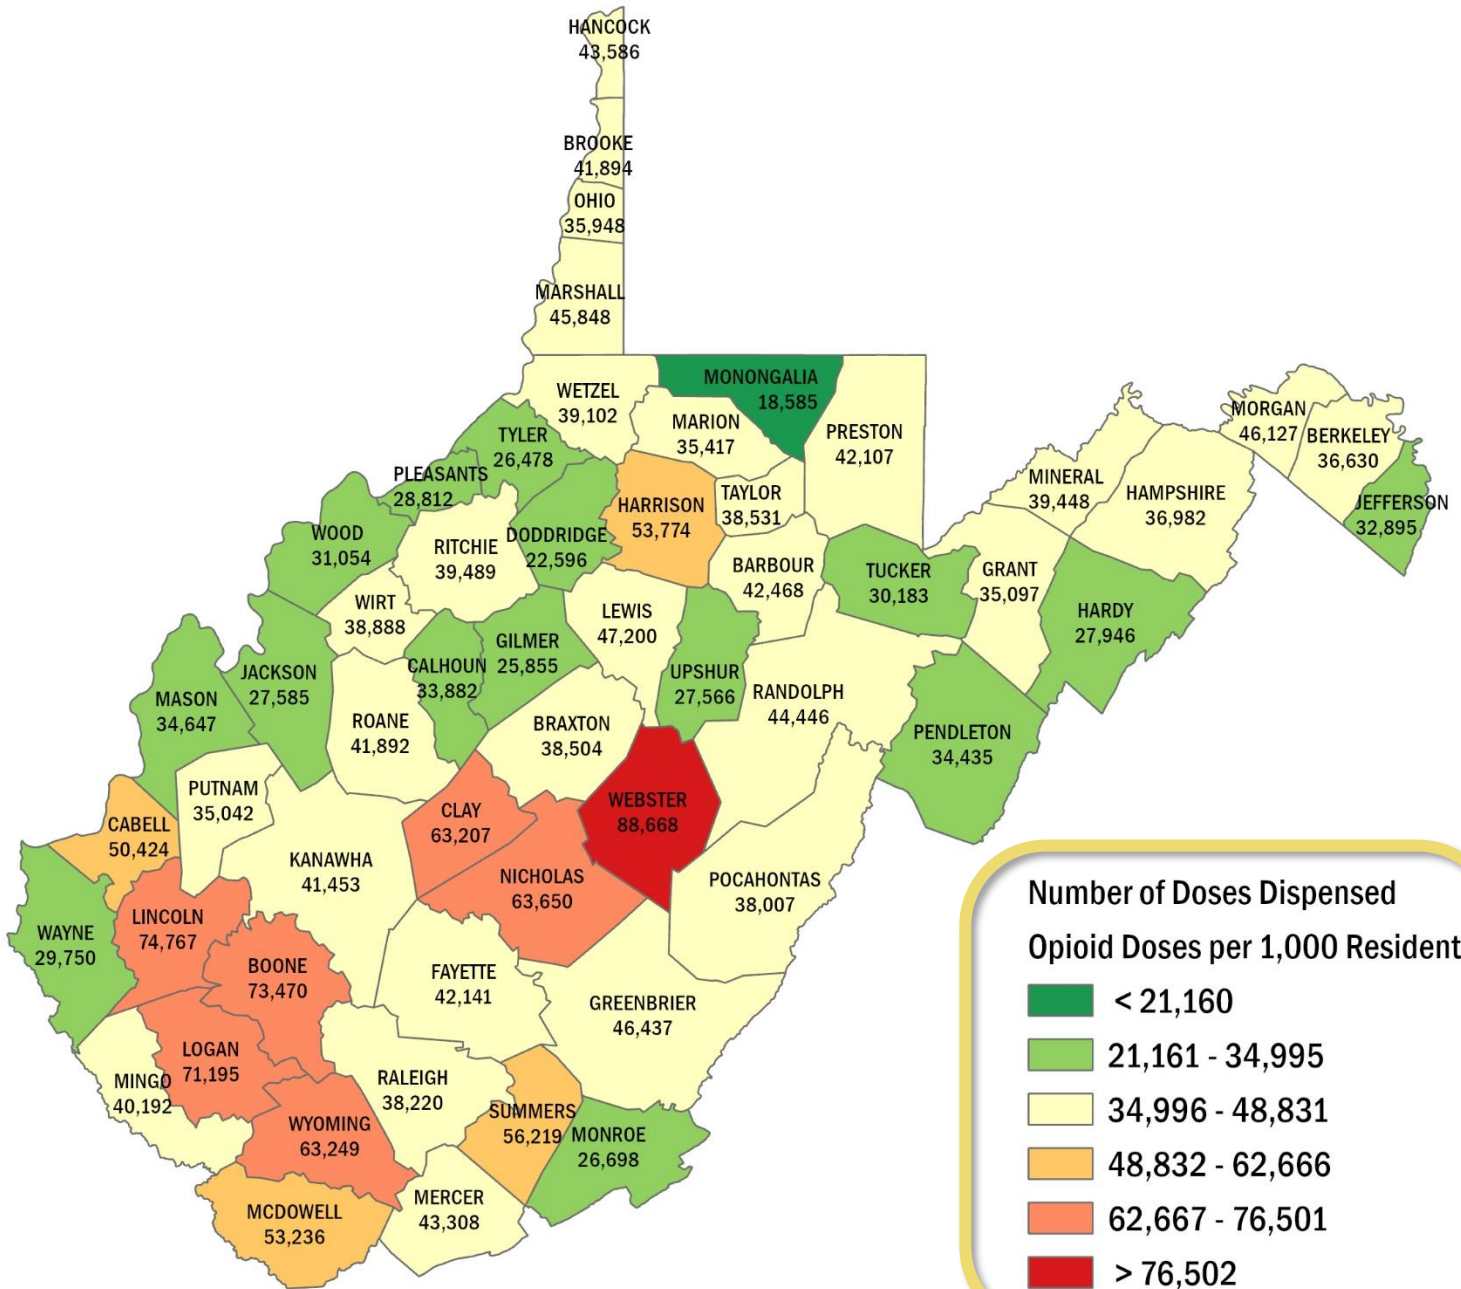 HANCOCK
43,586
BROOKE
41,894
OHIO
35,948
MARSHALL
45,848
WETZEL
39,102
MONONGALIA
18,585
MARION
35,417
PRESTON
42,107
MORGAN
46,127
BERKELEY
36,630
JEFFERSON
32,895
MINERAL
39,448
HAMPSHIRE
36,982
TYLER
26,478
PLEASANTS
28,812
WOOD
31,054
RITCHIE
39,489
DODDRIDGE
22,596
HARRISON
53,774
TAYLOR
38,531
BARBOUR
42,468
TUCKER
30,183
GRANT
35,097
HARDY
27,946
WIRT
38,888
LEWIS
47,200
GILMER
25,855
CALHOUN
33,882
UPSHUR
27,566
JACKSON
27,585
MASON
34,647
ROANE
41,892
BRAXTON
38,504
RANDOLPH
44,446
PENDLETON
34,435
PUTNAM
35,042
CABELL
50,424
CLAY
63,207
WEBSTER
88,668
KANAWHA
41,453
NICHOLAS
63,650
POCAHONTAS
38,007
LINCOLN
74,767
WAYNE
29,750
BOONE
73,470
FAYETTE
42,141
GREENBRIER
46,437
LOGAN
71,195
MINGO
40,192
RALEIGH
38,220
WYOMING
63,249
SUMMERS
56,219
MONROE
26,698
MERCER
43,308
MCDOWELL
53,236
Number of Doses Dispensed
Opioid Doses per 1,000 Resident
< 21,160
21,161 - 34,995
34,996 - 48,831
48,832 - 62,666
62,667 - 76,501
> 76,502